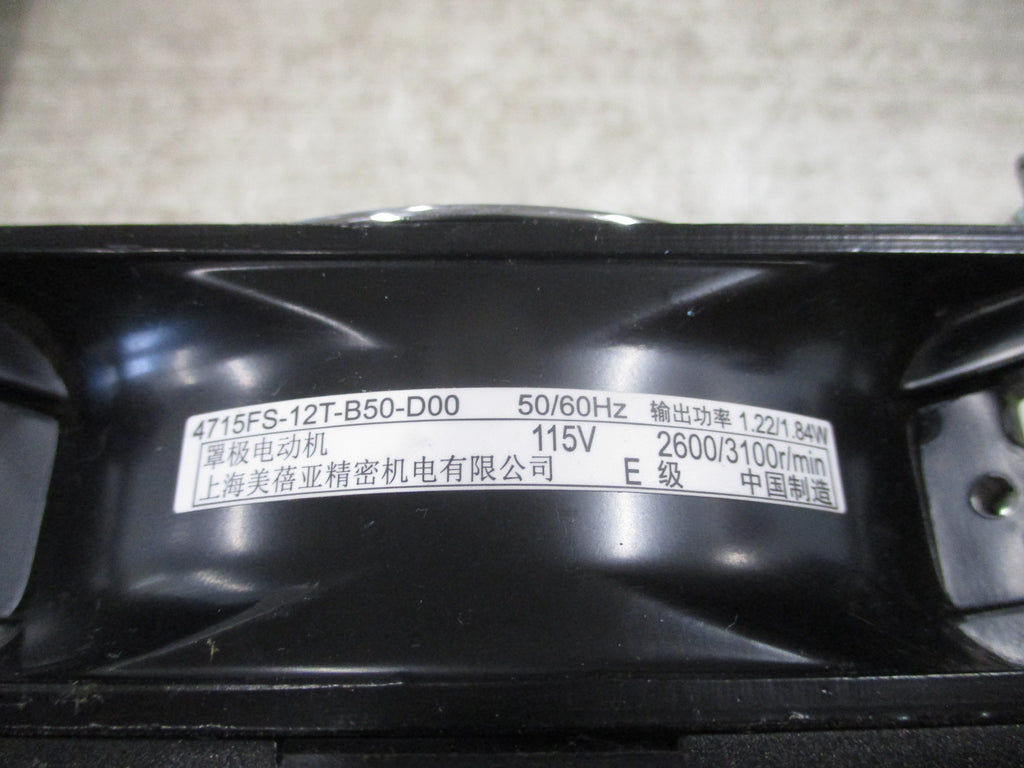 4715FS-12T-B50-D00 50/60Hz 输出功率 1.22/1.84W
罩极电动机 115V 2600/3100r/min
上海美蓓亚精密机电有限公司 E 级 中国制造